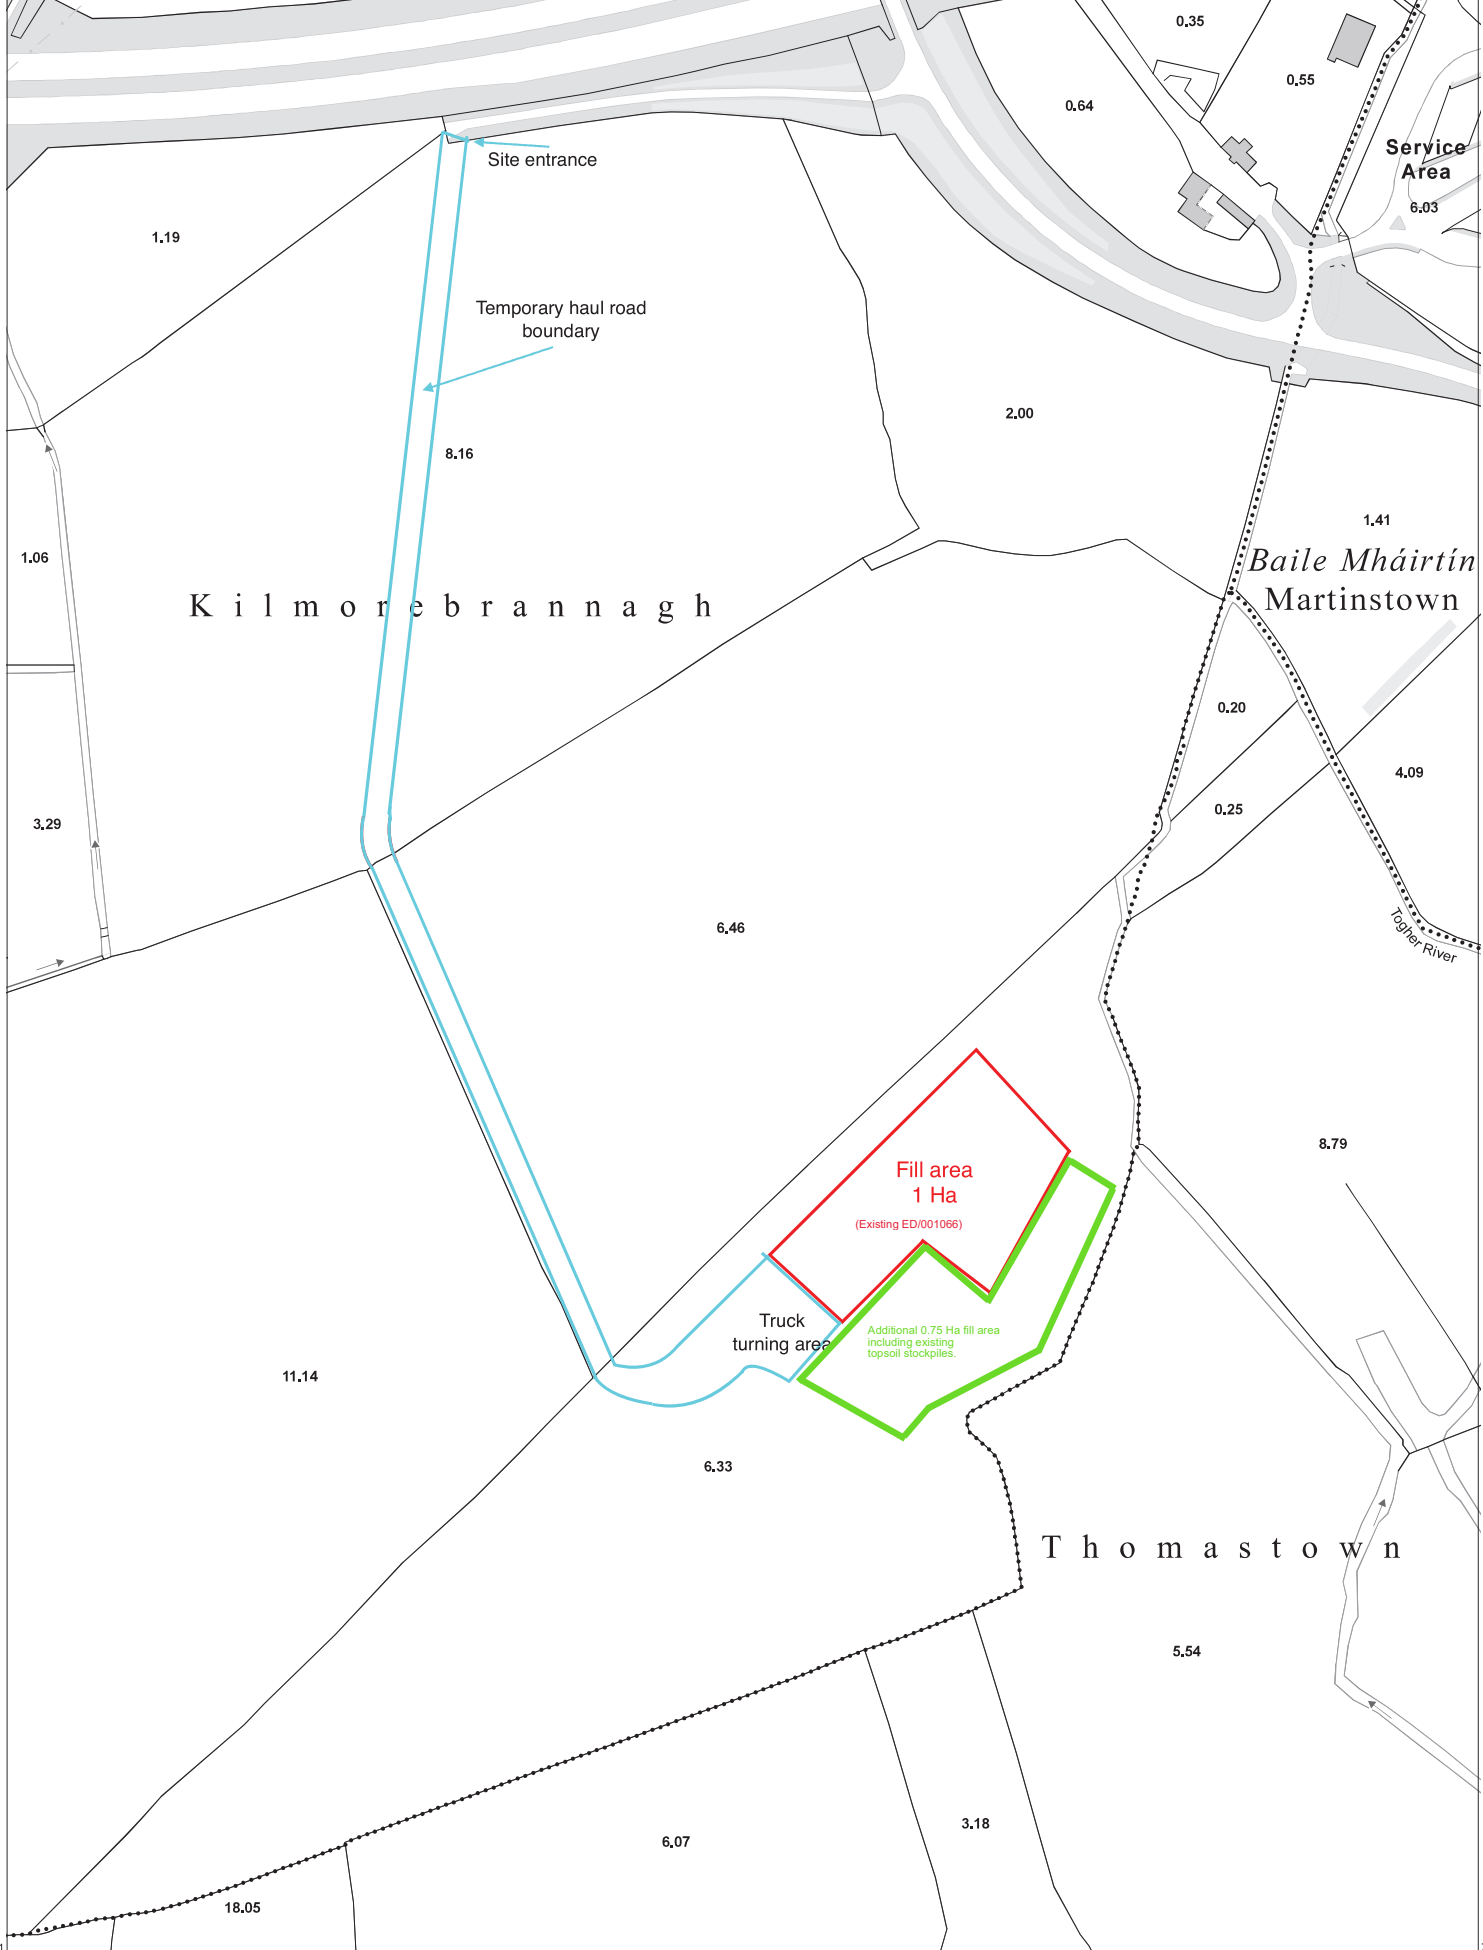 0.35
0.55
0.64
Service
Area
6.03
Site entrance
1.19
Temporary haul road
boundary
2.00
8.16
1.41
1.06
Baile Mháirtín
Martinstown
Kilmorebrannagh
0.20
4.09
0.25
3.29
6.46
Togher River
8.79
Fill area
1 Ha
(Existing ED/001066)
Truck
turning area
Additional 0.75 Ha fill area
including existing
topsoil stockpiles.
11.14
6.33
Thomastown
5.54
3.18
6.07
18.05